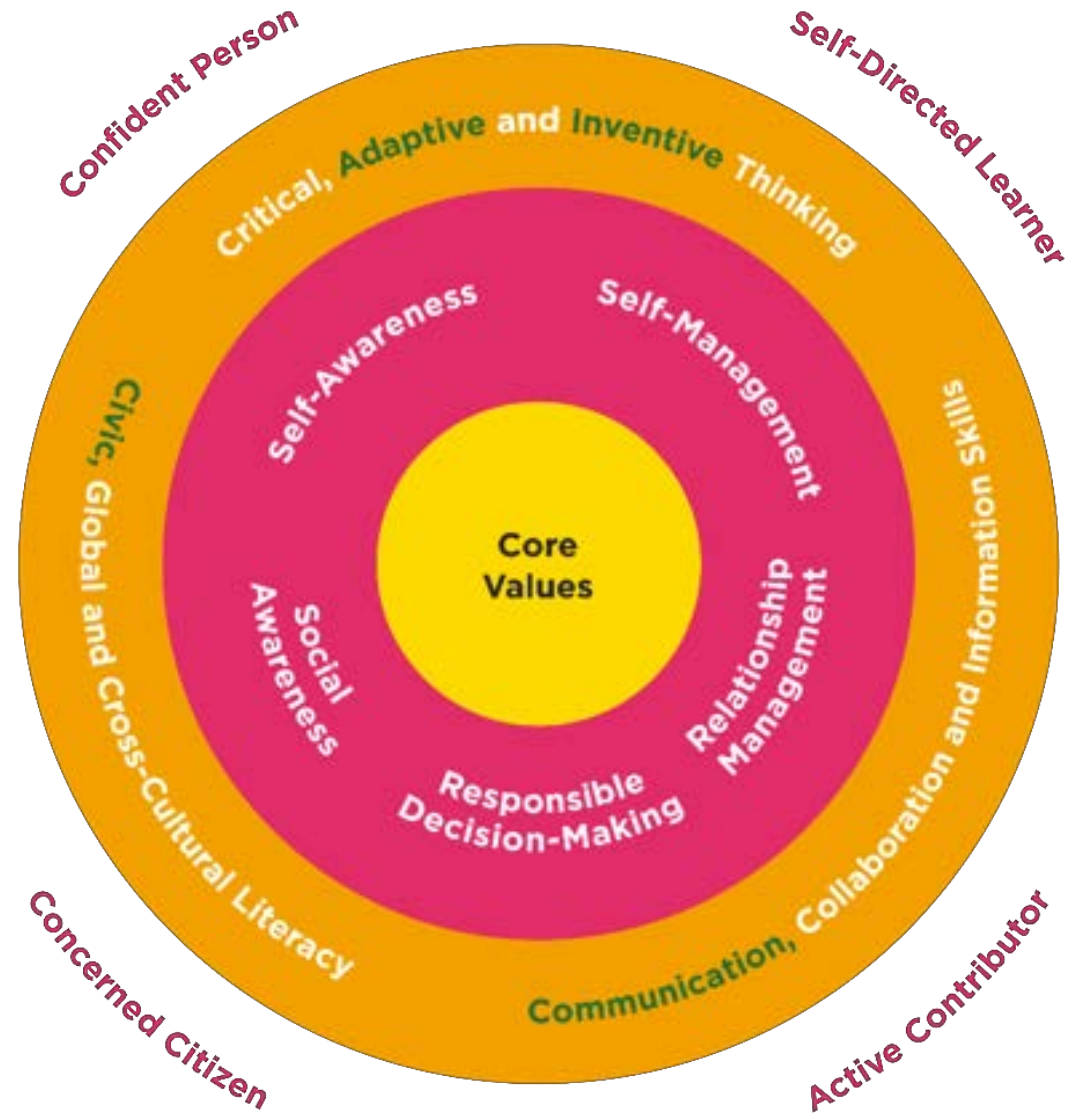 Confident Person
Self-Directed Learner
Critical, Adaptive and Inventive Thinking
Self-Awareness
Self-Management
Civic, Global and Cross-Cultural Literacy
Communication, Collaboration and Information Skills
Core
Values
Social
Awareness
Relationship
Management
Responsible
Decision-Making
Concerned Citizen
Active Contributor